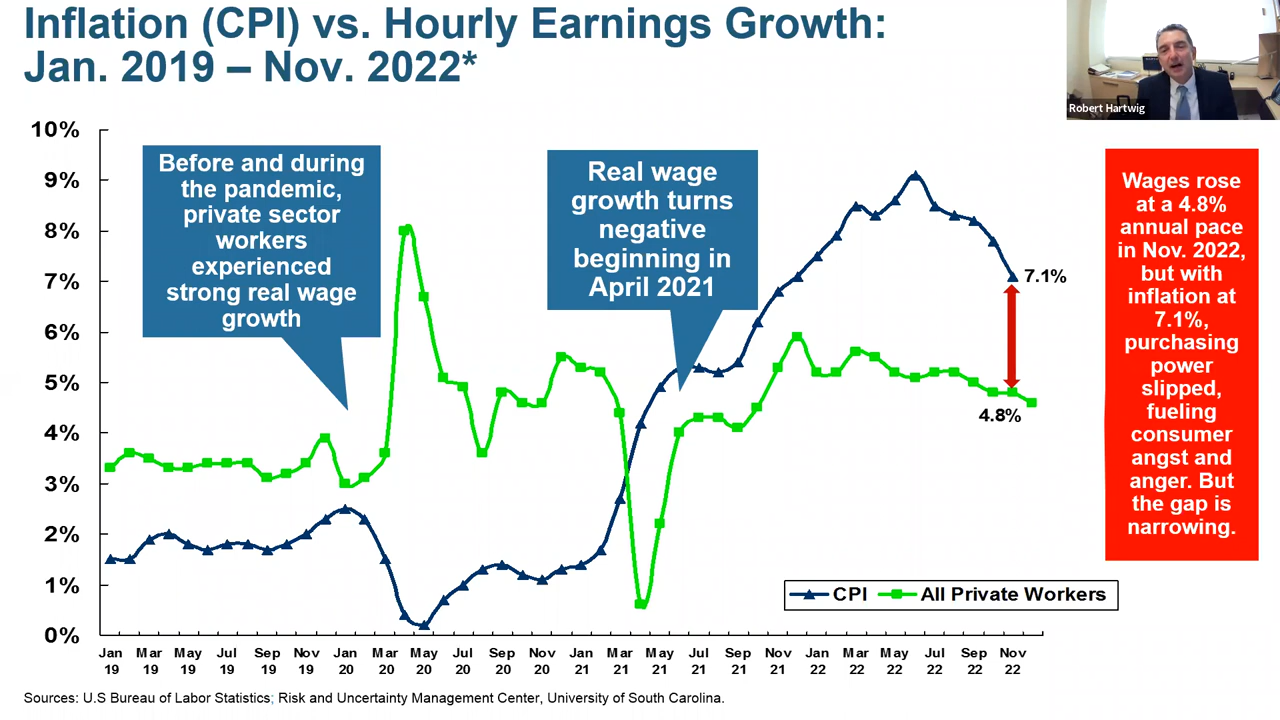 Inflation (CPI) vs. Hourly Earnings Growth:
Jan. 2019 – Nov. 2022*
Robert Hartwig
10%
9%
8%
7%
6%
5%
4%
3%
2%
1%
0%
Before and during
the pandemic,
private sector
workers
experienced
strong real wage
growth
Real wage
growth turns
negative
beginning in
April 2021
7.1%
4.8%
Wages rose
at a 4.8%
annual pace
in Nov. 2022,
but with
inflation at
7.1%,
purchasing
power
slipped,
fueling
consumer
angst and
anger. But
the gap is
narrowing.
CPI All Private Workers
Jan Mar May Jul Sep Nov Jan Mar May Jul Sep Nov Jan Mar May Jul Sep Nov Jan Mar May Jul Sep Nov
19 19 19 19 19 19 20 20 20 20 20 20 21 21 21 21 21 21 22 22 22 22 22 22
Sources: U.S Bureau of Labor Statistics; Risk and Uncertainty Management Center, University of South Carolina.